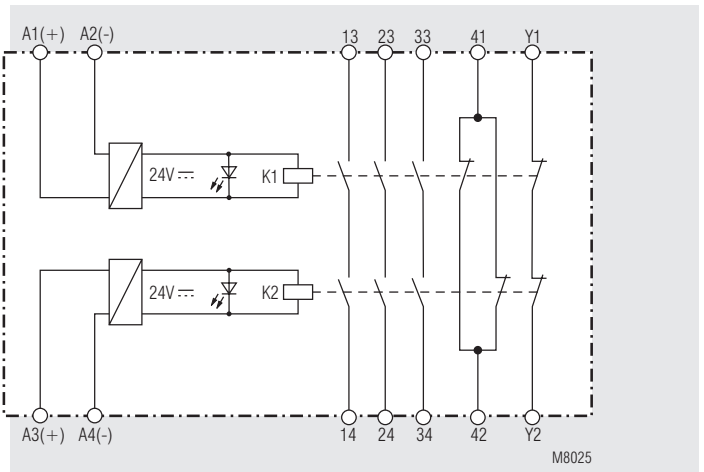 A1(+) A2(-) 13 23 33 41 Y1
24V ⎓ K1
24V ⎓ K2
A3(+) A4(-) 14 24 34 42 Y2
M8025